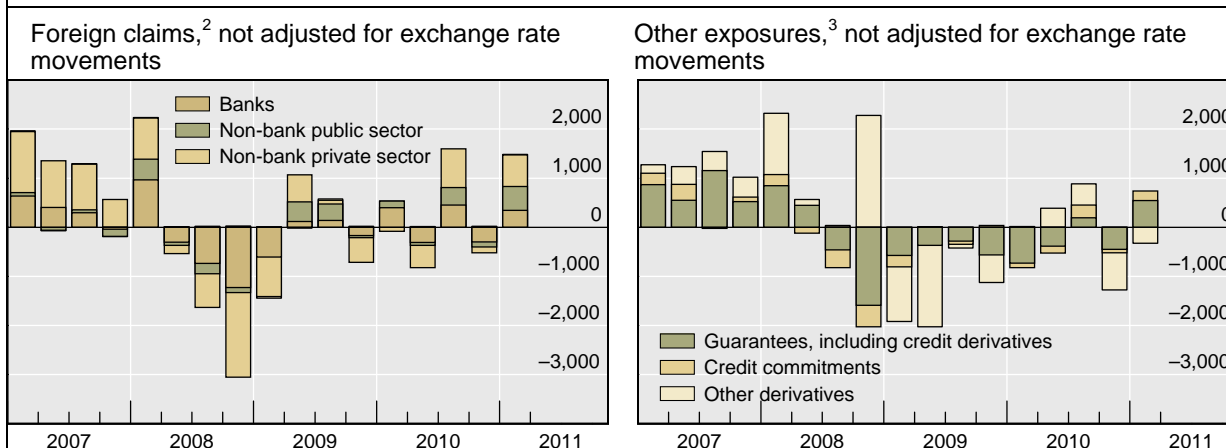 Foreign claims,2 not adjusted for exchange rate
movements
Banks
Non-bank public sector
Non-bank private sector
2,000
1,000
0
–1,000
–2,000
–3,000
2007 2008 2009 2010 2011
Other exposures,3 not adjusted for exchange rate
movements
2,000
1,000
0
–1,000
–2,000
–3,000
Guarantees, including credit derivatives
Credit commitments
Other derivatives
2007 2008 2009 2010 2011